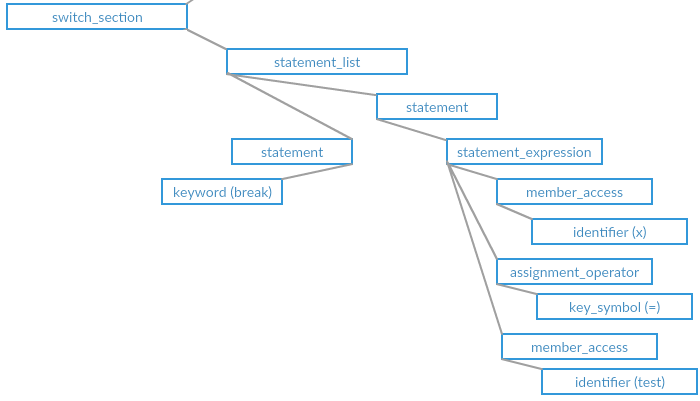 switch_section
statement_list
statement
statement
statement_expression
keyword (break)
member_access
identifier (x)
assignment_operator
key_symbol (=)
member_access
identifier (test)